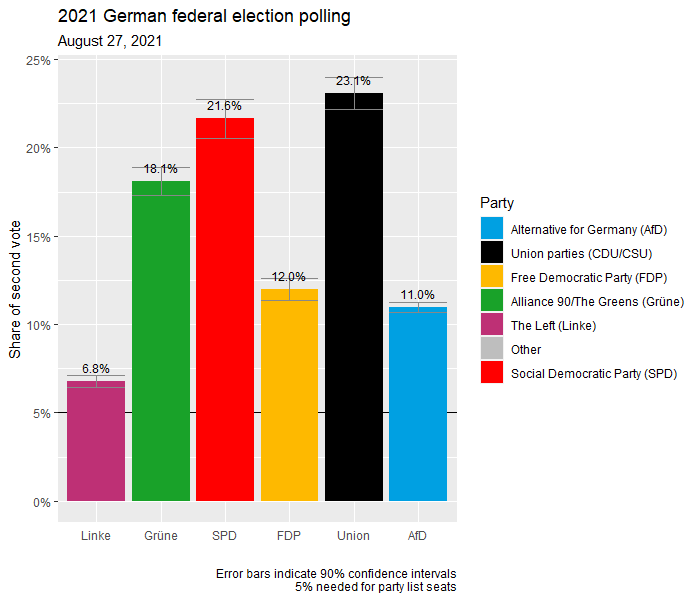 2021 German federal election polling
August 27, 2021
Share of second vote
25%
20%
15%
10%
5%
0%
6.8%
18.1%
21.6%
12.0%
23.1%
11.0%
Linke
Grüne
SPD
FDP
Union
AfD
Party
Alternative for Germany (AfD)
Union parties (CDU/CSU)
Free Democratic Party (FDP)
Alliance 90/The Greens (Grüne)
The Left (Linke)
Other
Social Democratic Party (SPD)
Error bars indicate 90% confidence intervals
5% needed for party list seats